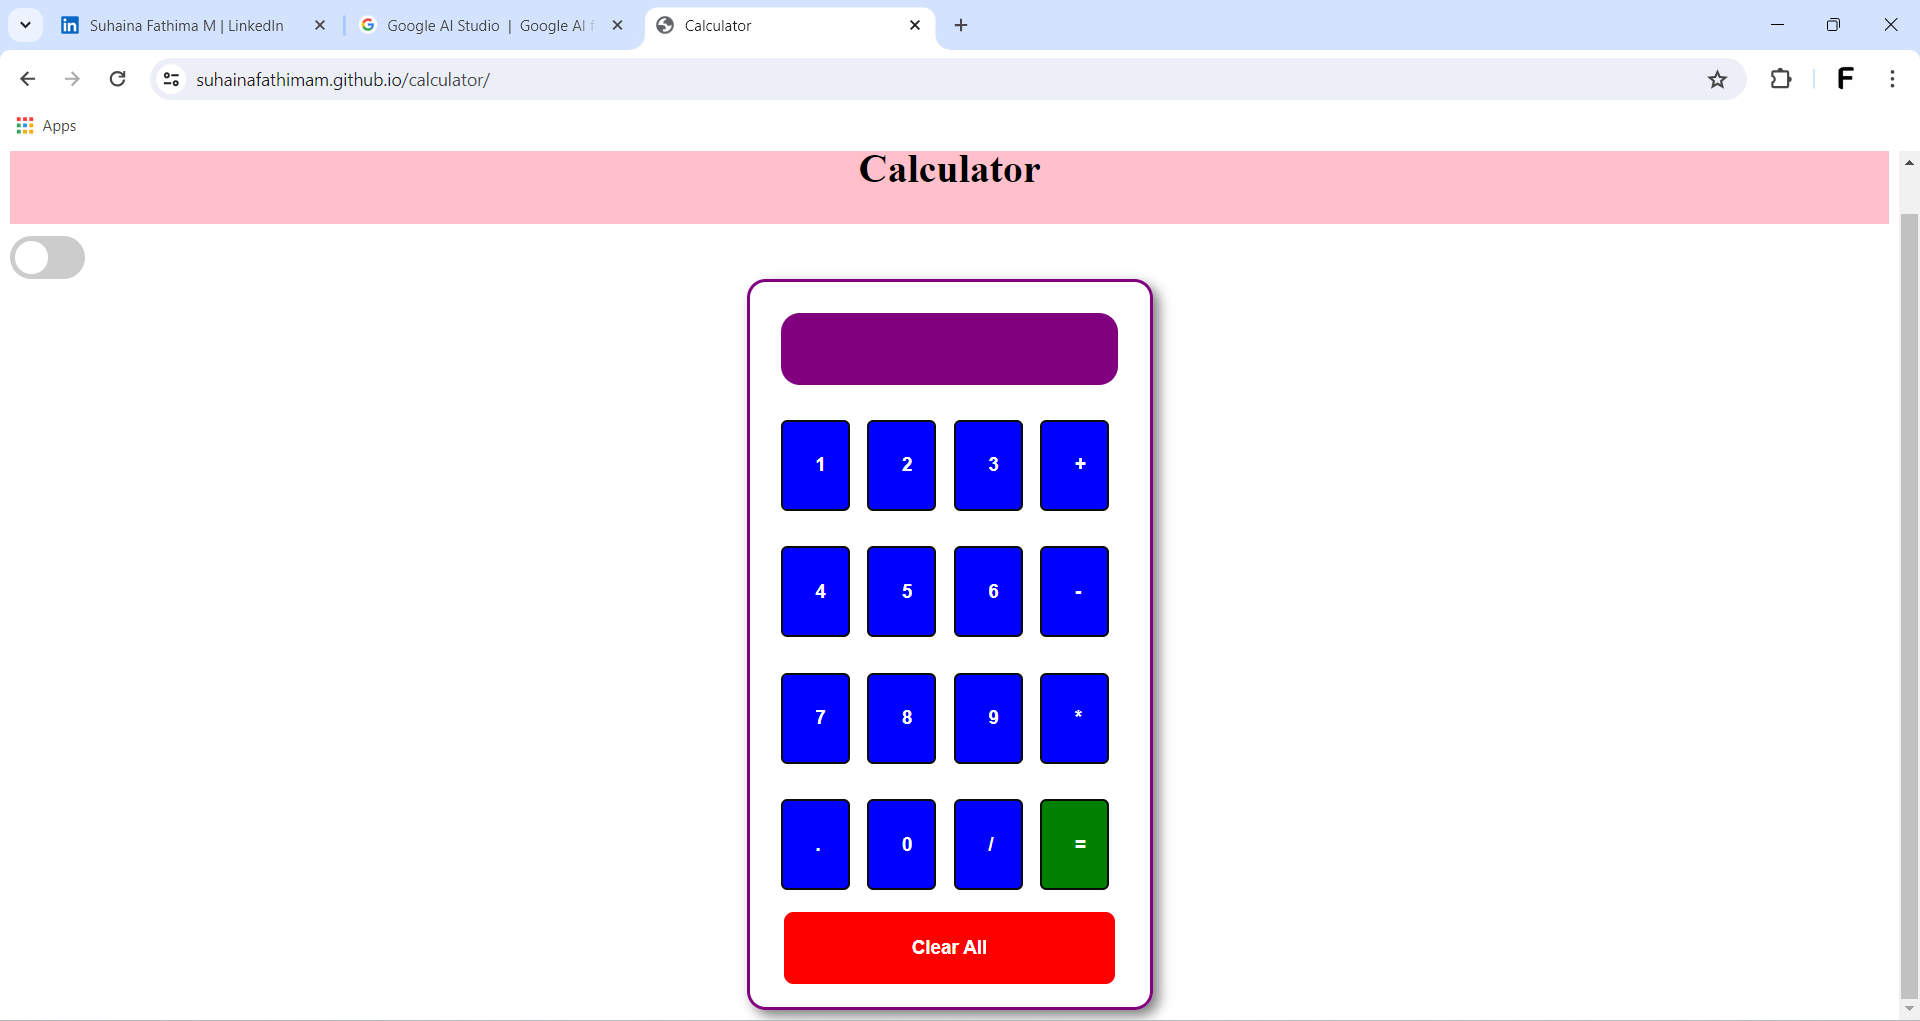 Suhaina Fathima M | LinkedIn
Google AI Studio | Google AI f
Calculator
suhainafathimam.github.io/calculator/
F
Apps
Calculator
1 2 3 +
4 5 6 -
7 8 9 *
. 0 / =
Clear All